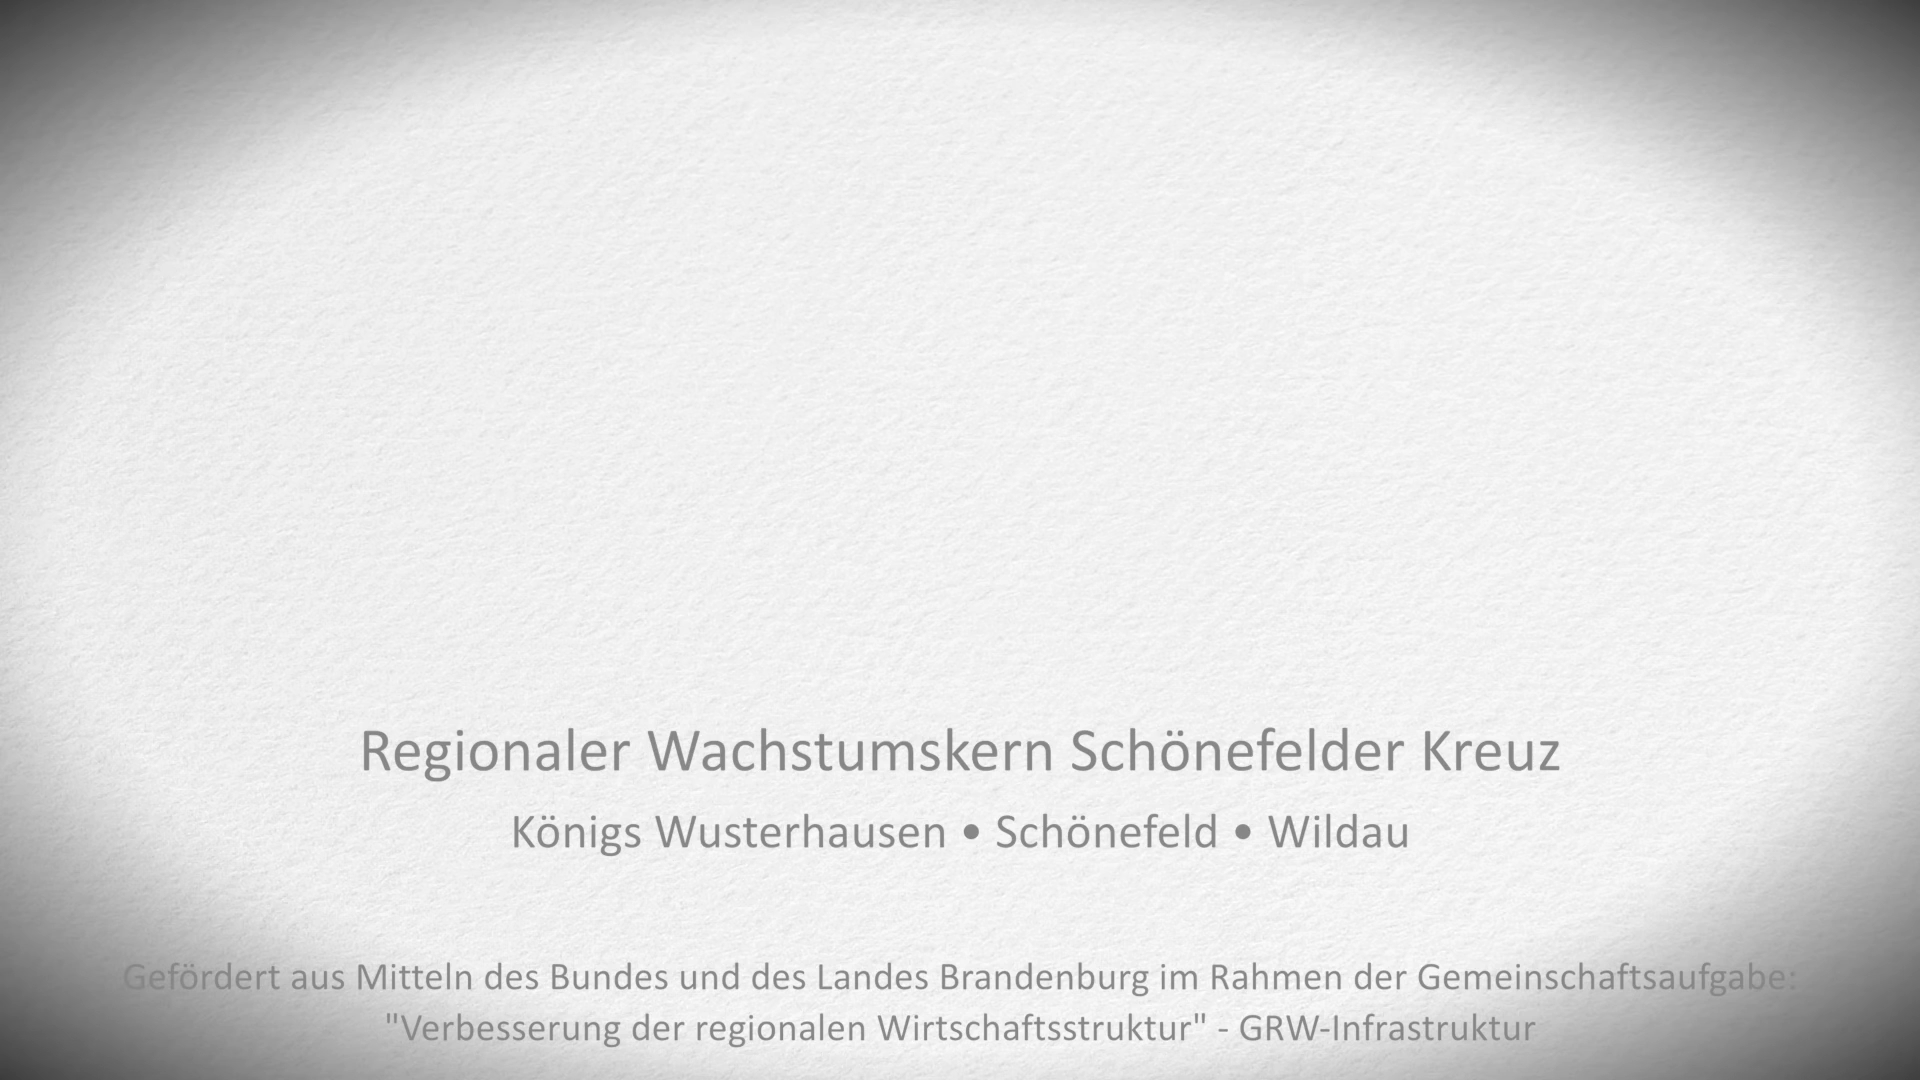 Regionaler Wachstumskern Schönefelder Kreuz
Königs Wusterhausen • Schönefeld • Wildau
Gefördert aus Mitteln des Bundes und des Landes Brandenburg im Rahmen der Gemeinschaftsaufgabe:
"Verbesserung der regionalen Wirtschaftsstruktur" - GRW-Infrastruktur